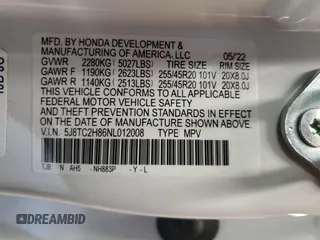 MFD. BY HONDA DEVELOPMENT &
MANUFACTURING OF AMERICA, LLC 05/22
GVWR 2280KG (5027LBS) TIRE SIZE RIM SIZE
GAWR F 1190KG (2623LBS) 255/45R20 101V 20X8.0J
GAWR R 1140KG (2513LBS) 255/45R20 101V 20X8.0J
THIS VEHICLE CONFORMS TO ALL APPLICABLE
FEDERAL MOTOR VEHICLE SAFETY, BUMPER,
AND THEFT PREVENTION STANDARDS IN EFFECT
ON THE DATE OF MANUFACTURE SHOWN ABOVE.
V.I.N. 5J8TC2H86NL012008 TYPE: MPV
TJB N AH5 -NH883P -Y-L
DREAMBID